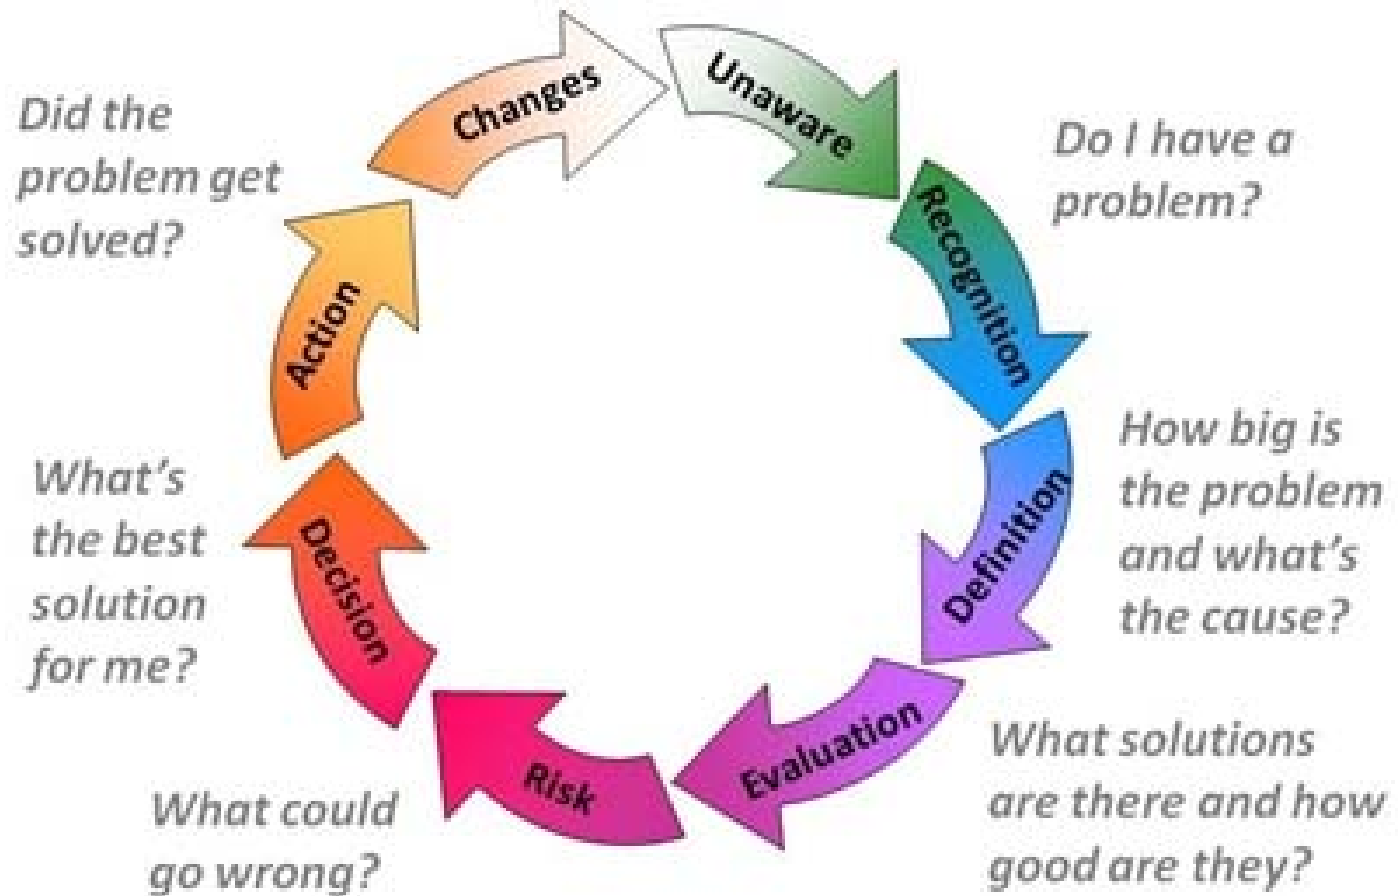 Changes
Unaware
Did the
problem get
solved?
Do I have a
problem?
Recognition
Action
How big is
the problem
and what's
the cause?
Definition
What's
the best
solution
for me?
Decision
What solutions
are there and how
good are they?
Evaluation
Risk
What could
go wrong?